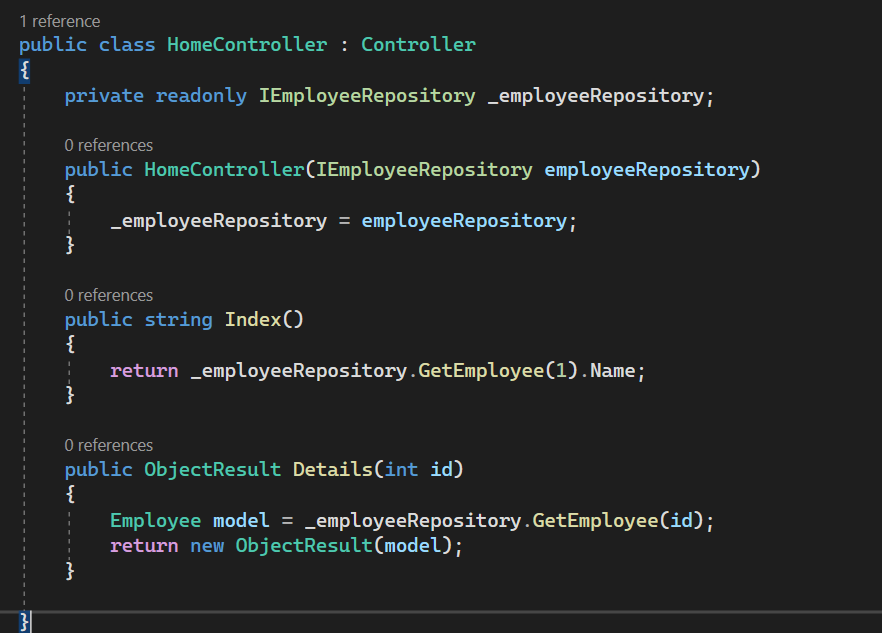 1 reference
public class HomeController : Controller
{
private readonly IEmployeeRepository _employeeRepository;
0 references
public HomeController(IEmployeeRepository employeeRepository)
{
_employeeRepository = employeeRepository;
}
0 references
public string Index()
{
return _employeeRepository.GetEmployee(1).Name;
}
0 references
public ObjectResult Details(int id)
{
Employee model = _employeeRepository.GetEmployee(id);
return new ObjectResult(model);
}
}